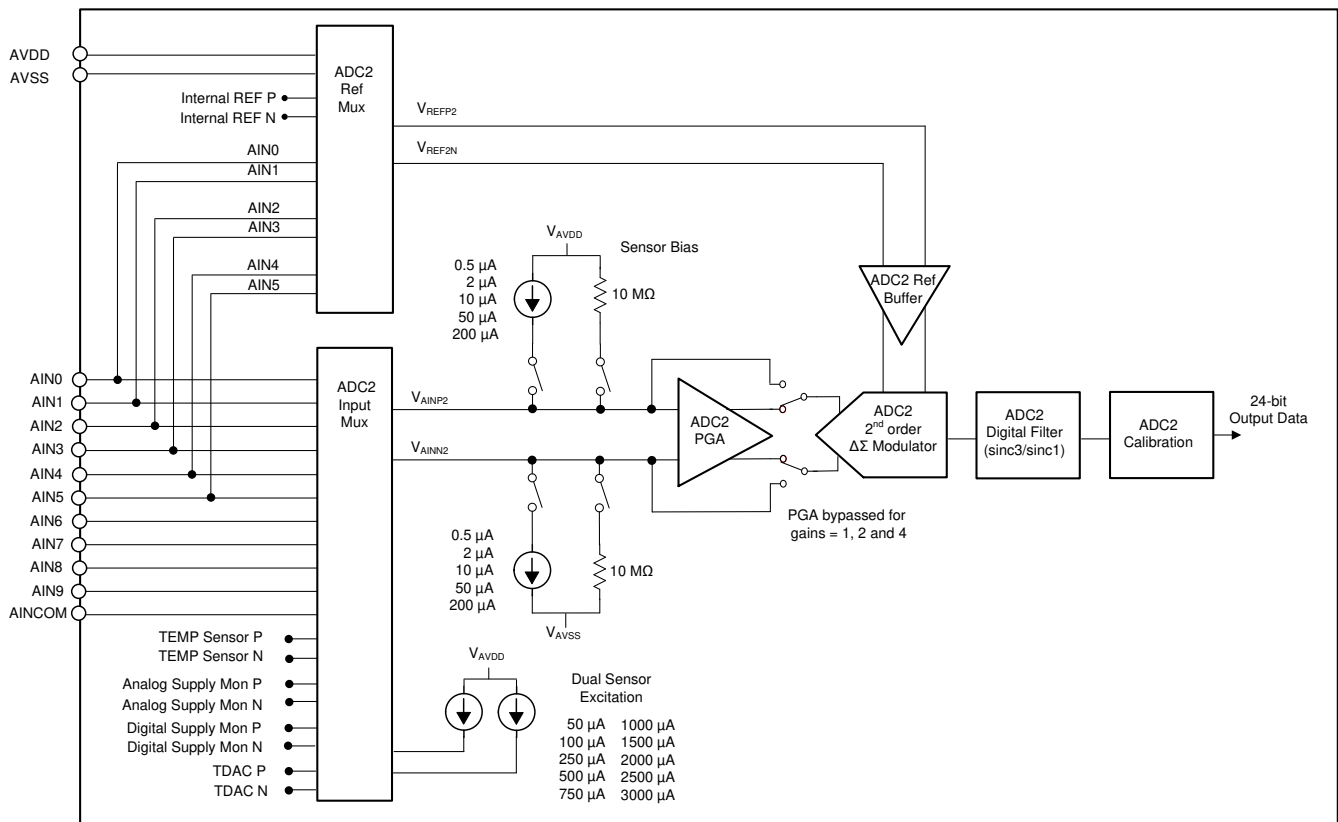 AVDD
AVSS
Internal REF P
Internal REF N
AIN0
AIN1
AIN2
AIN3
AIN4
AIN5
ADC2
Ref
Mux
VREFP2
VREF2N
VAVDD
Sensor Bias
0.5 µA
2 µA
10 µA
50 µA
200 µA
10 MΩ
ADC2 Ref
Buffer
AIN0
AIN1
AIN2
AIN3
AIN4
AIN5
AIN6
AIN7
AIN8
AIN9
AINCOM
ADC2
Input
Mux
VAINP2
VAINN2
ADC2
PGA
ADC2
2nd order
ΔΣ Modulator
ADC2
Digital Filter
(sinc3/sinc1)
ADC2
Calibration
24-bit
Output Data
PGA bypassed for
gains = 1, 2 and 4
0.5 µA
2 µA
10 µA
50 µA
200 µA
10 MΩ
VAVSS
TEMP Sensor P
TEMP Sensor N
Analog Supply Mon P
Analog Supply Mon N
Digital Supply Mon P
Digital Supply Mon N
TDAC P
TDAC N
VAVDD
Dual Sensor
Excitation
50 µA 1000 µA
100 µA 1500 µA
250 µA 2000 µA
500 µA 2500 µA
750 µA 3000 µA